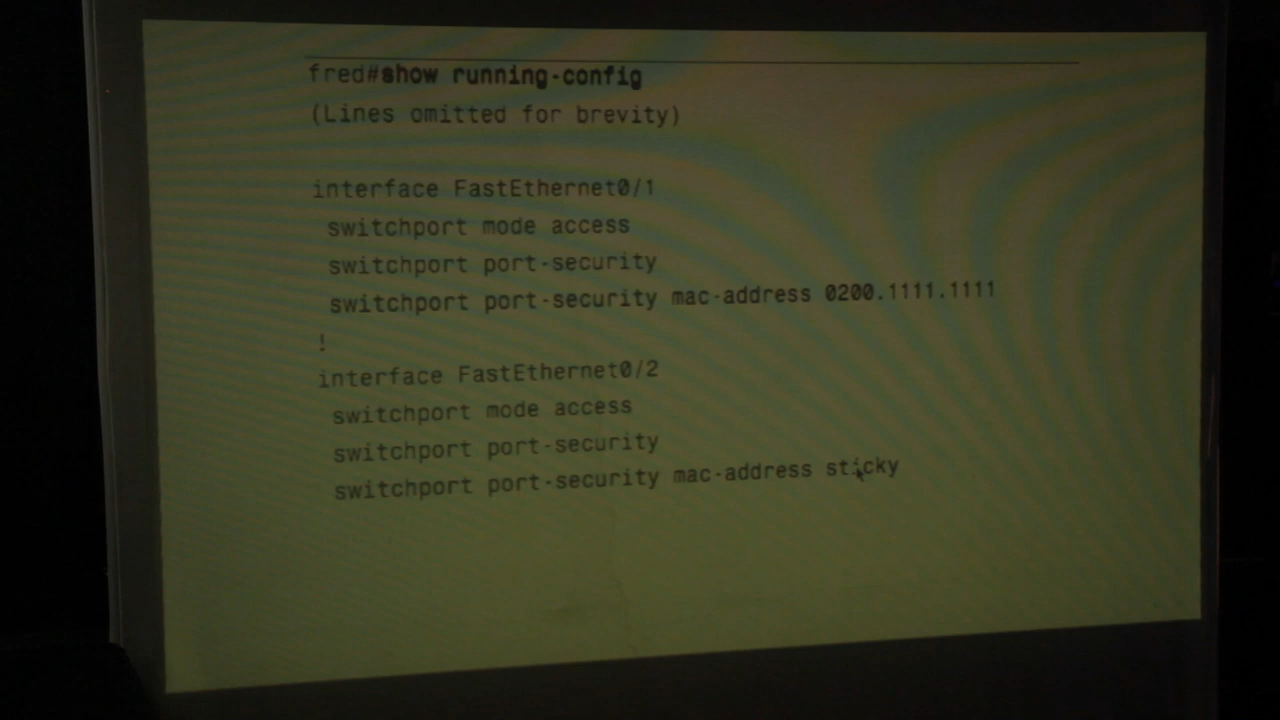 fred#show running-config
(Lines omitted for brevity)
interface FastEthernet0/1
switchport mode access
switchport port-security
switchport port-security mac-address 0200.1111.1111
!
interface FastEthernet0/2
switchport mode access
switchport port-security
switchport port-security mac-address sticky